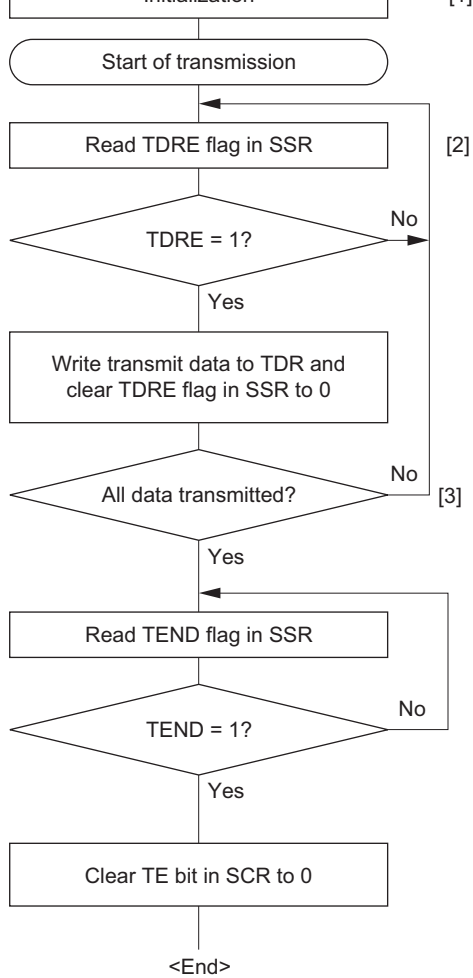 Initialization
[1]
Start of transmission
Read TDRE flag in SSR
[2]
TDRE = 1?
No
Yes
Write transmit data to TDR and
clear TDRE flag in SSR to 0
All data transmitted?
No
[3]
Yes
Read TEND flag in SSR
TEND = 1?
No
Yes
Clear TE bit in SCR to 0
<End>